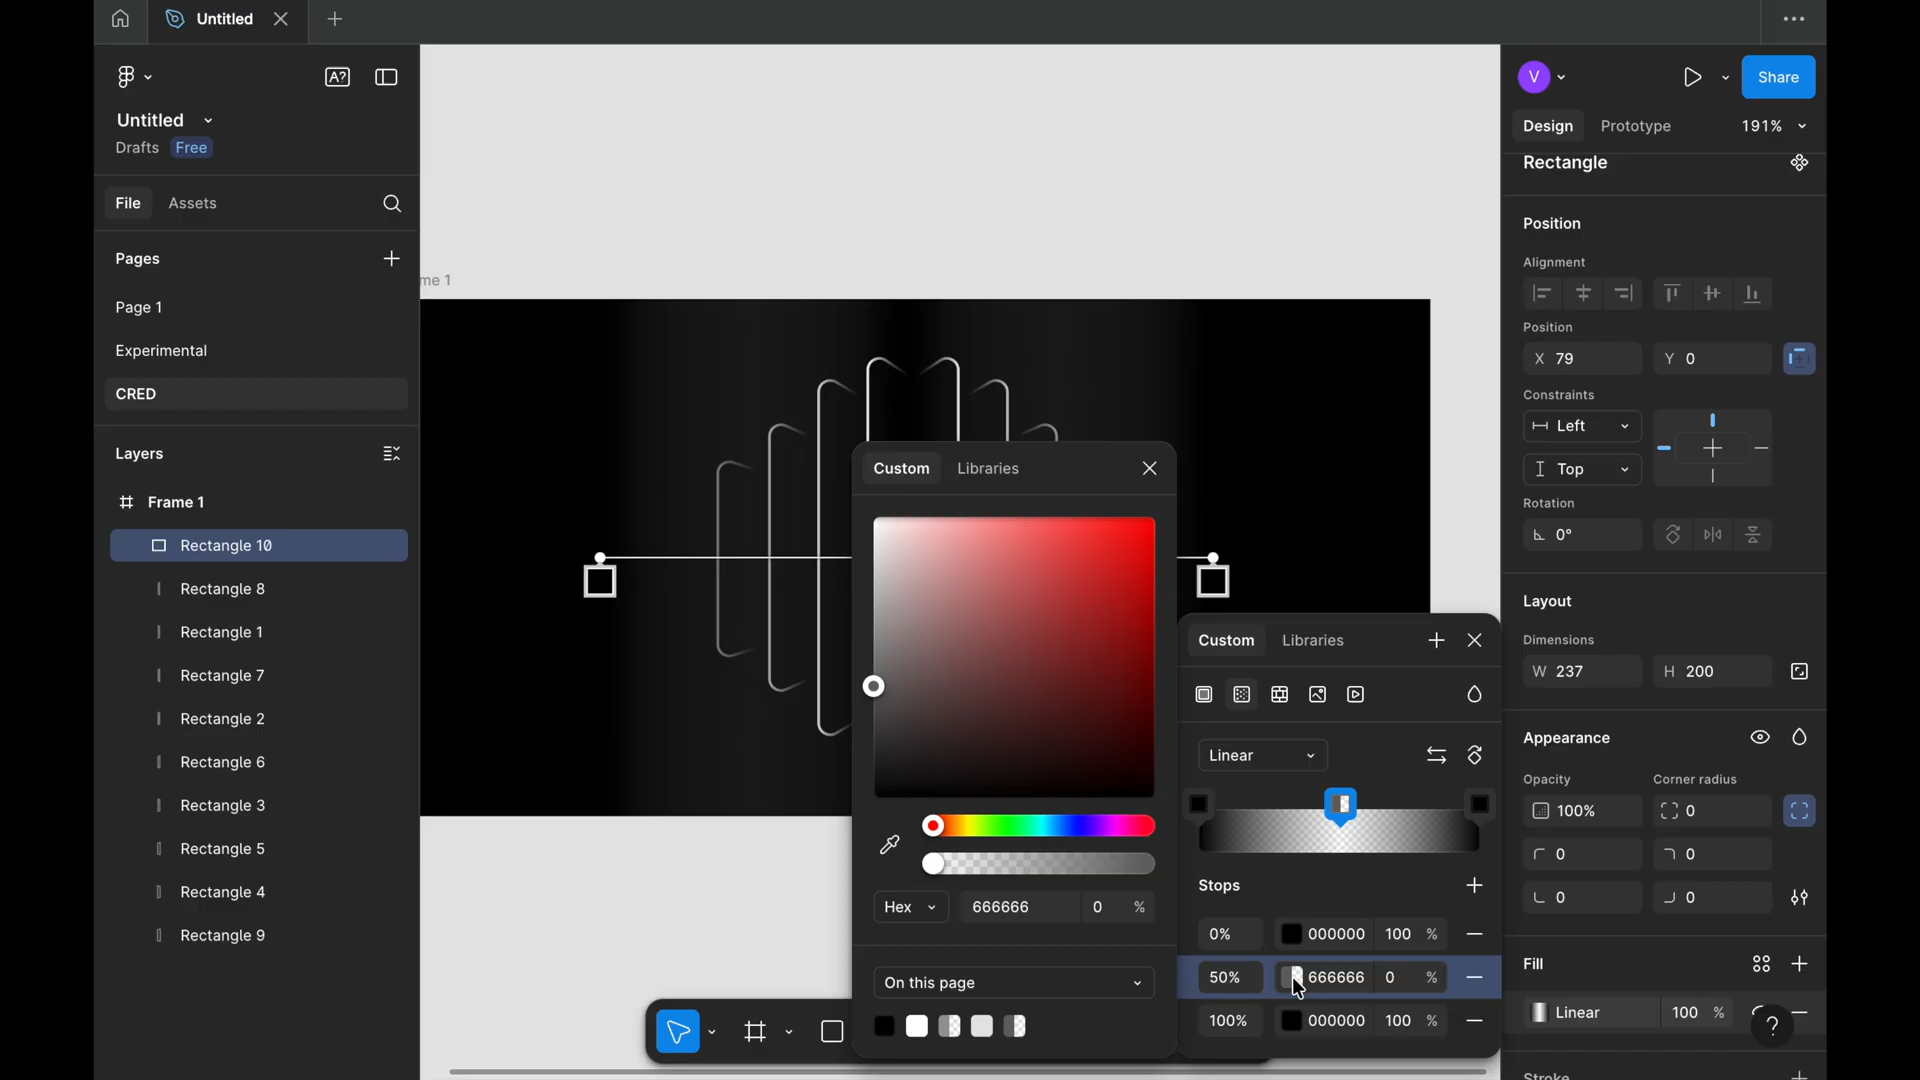 Untitled
A?
Untitled
Drafts Free
File Assets
Pages
Page 1
Experimental
CRED
Layers
Frame 1
Rectangle 10
Rectangle 8
Rectangle 1
Rectangle 7
Rectangle 2
Rectangle 6
Rectangle 3
Rectangle 5
Rectangle 4
Rectangle 9
me 1
Custom Libraries
Hex 666666 0 %
On this page
Custom Libraries
Linear
Stops
0% 000000 100 %
50% 666666 0 %
100% 000000 100 %
V Share
Design Prototype 191%
Rectangle
Position
Alignment
Position
X 79 Y 0
Constraints
Left
Top
Rotation
0°
Layout
Dimensions
W 237 H 200
Appearance
Opacity Corner radius
100% 0
0 0
0 0
Fill
Linear 100 %
?
Stroke